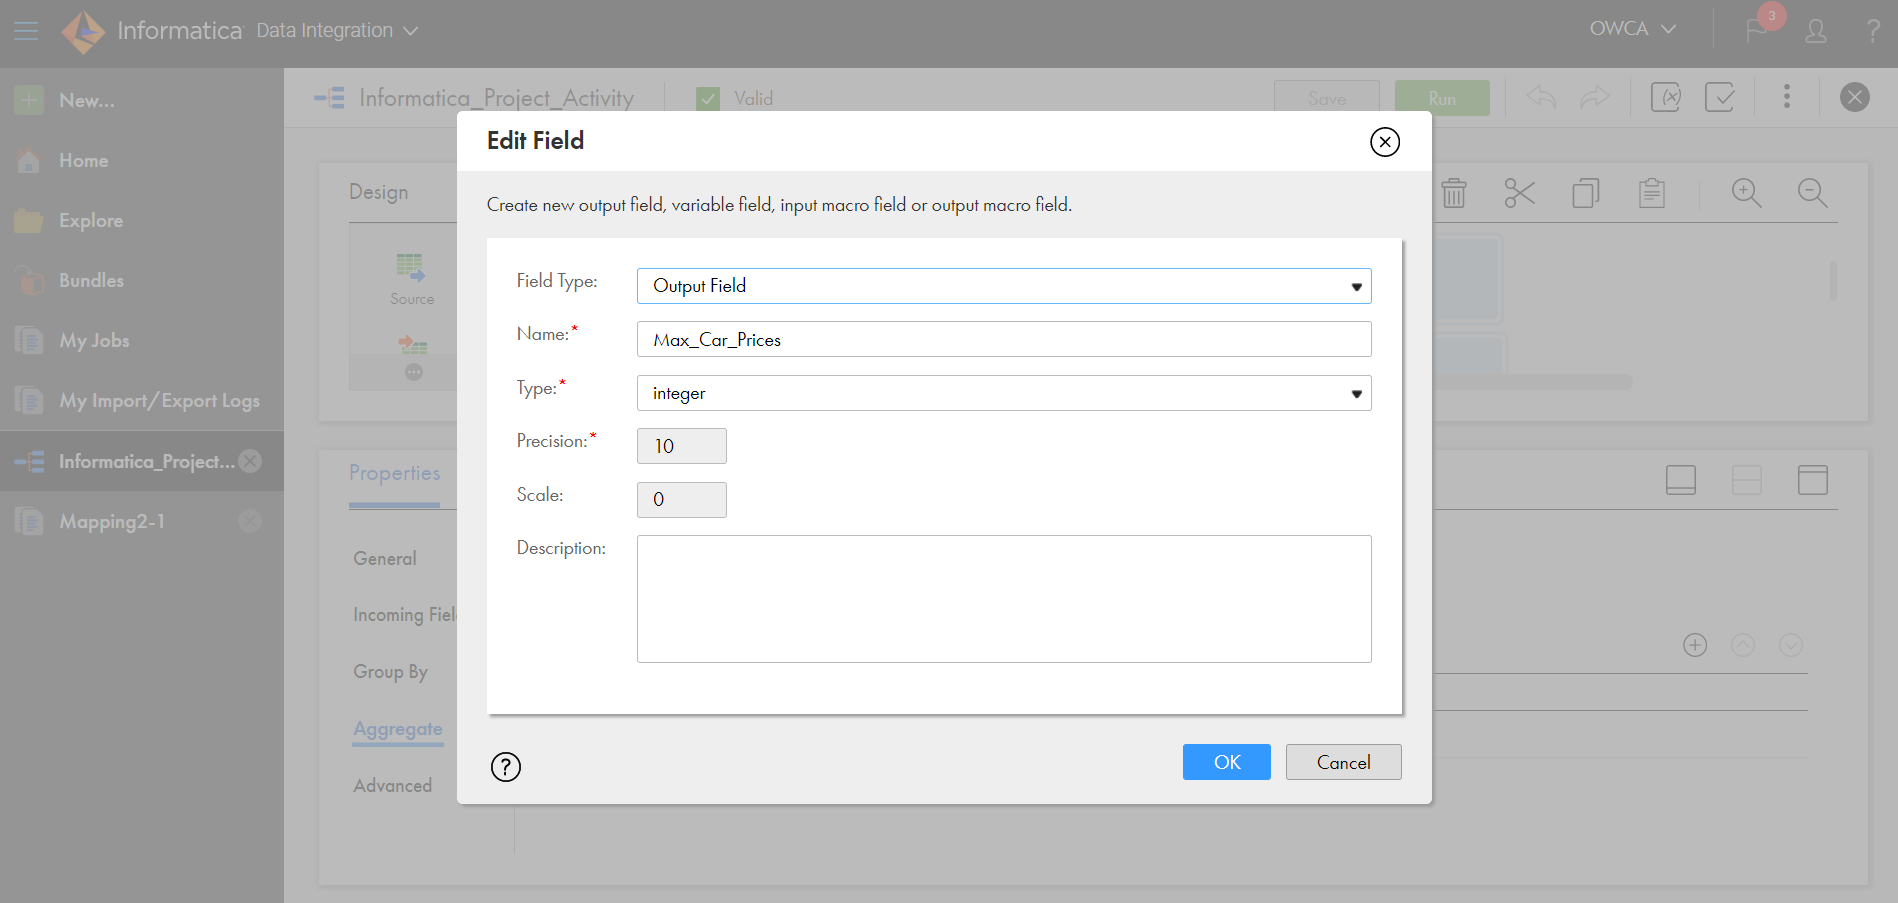 Informatica Data Integration
OWCA
3
?
New...
Home
Explore
Bundles
My Jobs
My Import/Export Logs
Informatica_Project...
Mapping2-1
Informatica_Project_Activity
Valid
Save
Run
Design
Source
Properties
General
Incoming Fiel
Group By
Aggregate
Advanced
Edit Field
Create new output field, variable field, input macro field or output macro field.
Field Type:
Output Field
Name:*
Max_Car_Prices
Type:*
integer
Precision:*
10
Scale:
0
Description:
?
OK
Cancel